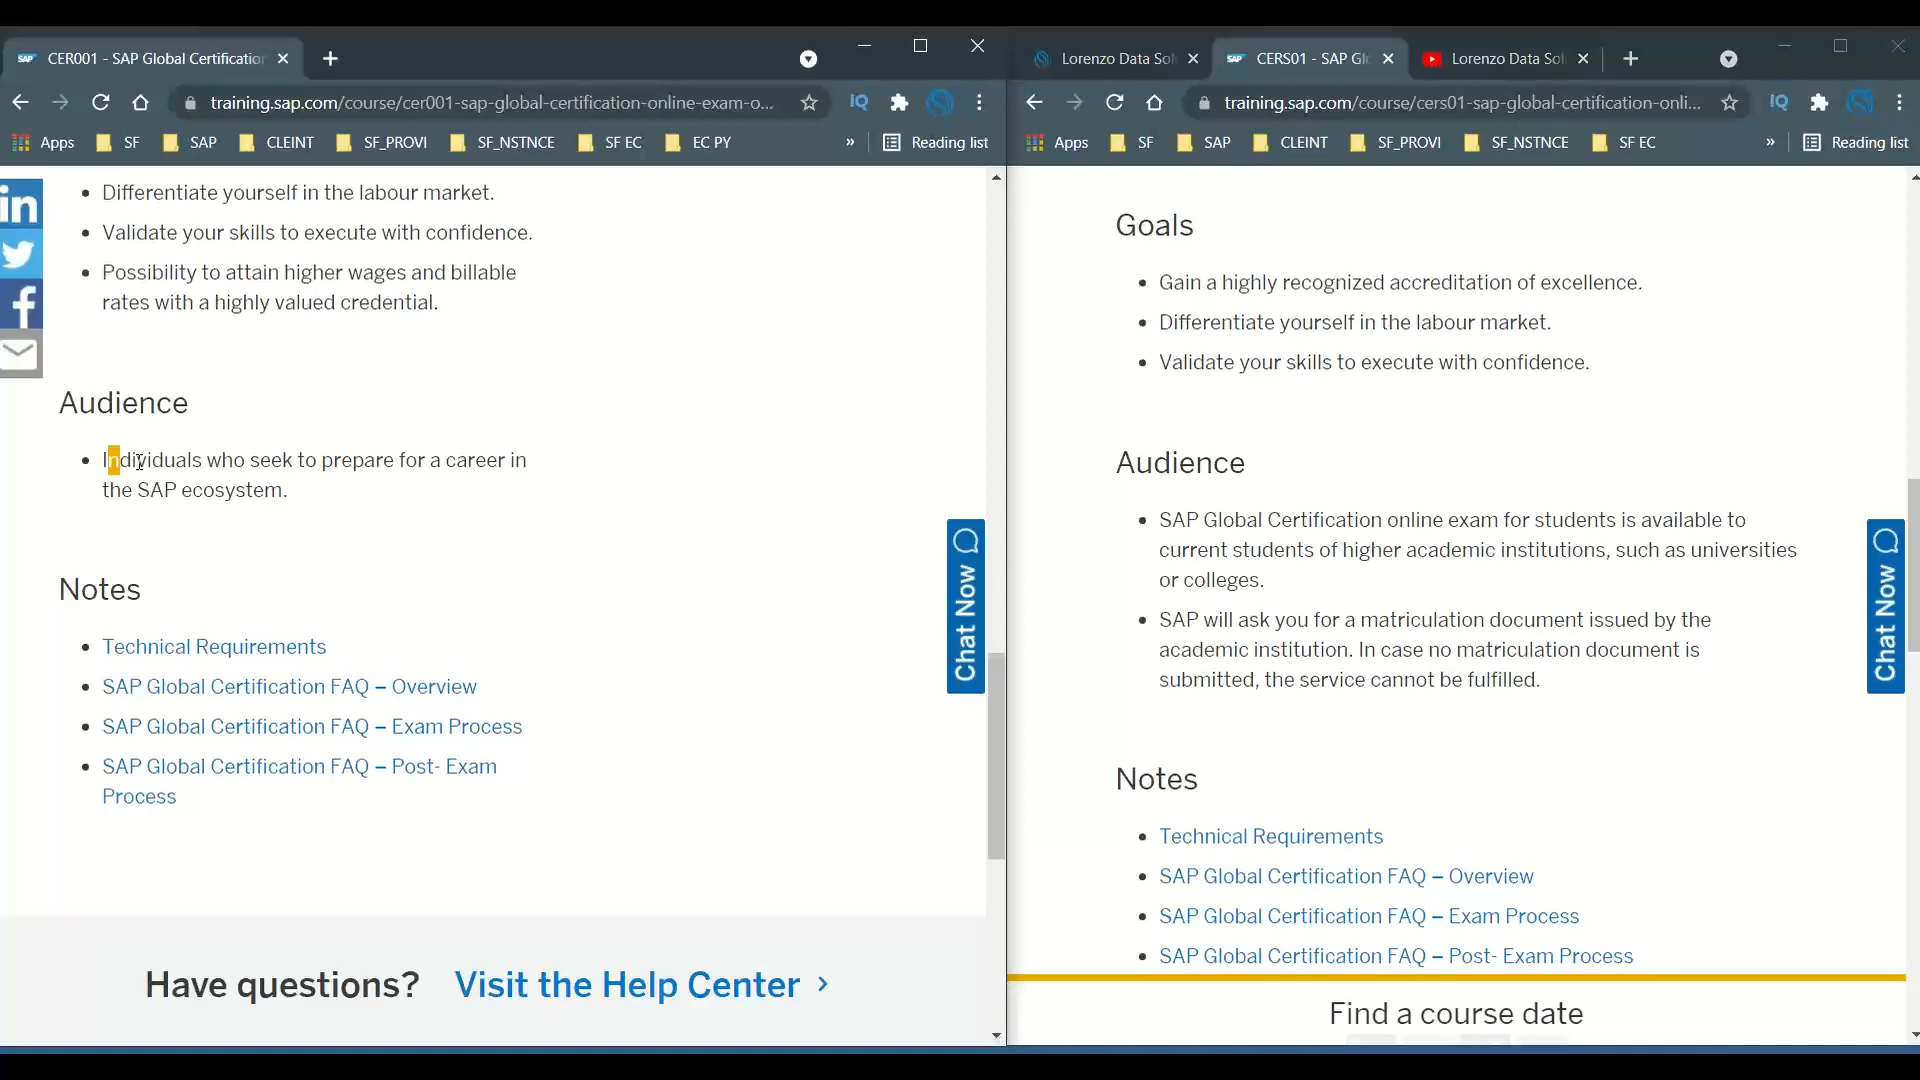 SAP CER001 - SAP Global Certificatio
training.sap.com/course/cer001-sap-global-certification-online-exam-o...
IQ
Apps SF SAP CLEINT SF_PROVI SF_NSTNCE SF EC EC PY » Reading list
in
Differentiate yourself in the labour market.
Validate your skills to execute with confidence.
Possibility to attain higher wages and billable
rates with a highly valued credential.
Audience
Individuals who seek to prepare for a career in
the SAP ecosystem.
Notes
Technical Requirements
SAP Global Certification FAQ – Overview
SAP Global Certification FAQ – Exam Process
SAP Global Certification FAQ – Post- Exam
Process
Chat Now
Have questions? Visit the Help Center ›
Lorenzo Data Sol
SAP CERS01 - SAP Gl
Lorenzo Data Sol
training.sap.com/course/cers01-sap-global-certification-onli...
IQ
Apps SF SAP CLEINT SF_PROVI SF_NSTNCE SF EC » Reading list
Goals
Gain a highly recognized accreditation of excellence.
Differentiate yourself in the labour market.
Validate your skills to execute with confidence.
Audience
SAP Global Certification online exam for students is available to
current students of higher academic institutions, such as universities
or colleges.
SAP will ask you for a matriculation document issued by the
academic institution. In case no matriculation document is
submitted, the service cannot be fulfilled.
Notes
Technical Requirements
SAP Global Certification FAQ – Overview
SAP Global Certification FAQ – Exam Process
SAP Global Certification FAQ – Post- Exam Process
Chat Now
Find a course date